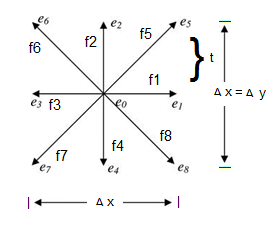 e6 e2 e5
f6 f2 f5 t
f1
e3 f3 e0 e1 Δ x = Δ y
f7 f4 f8
e7 e4 e8
Δ x